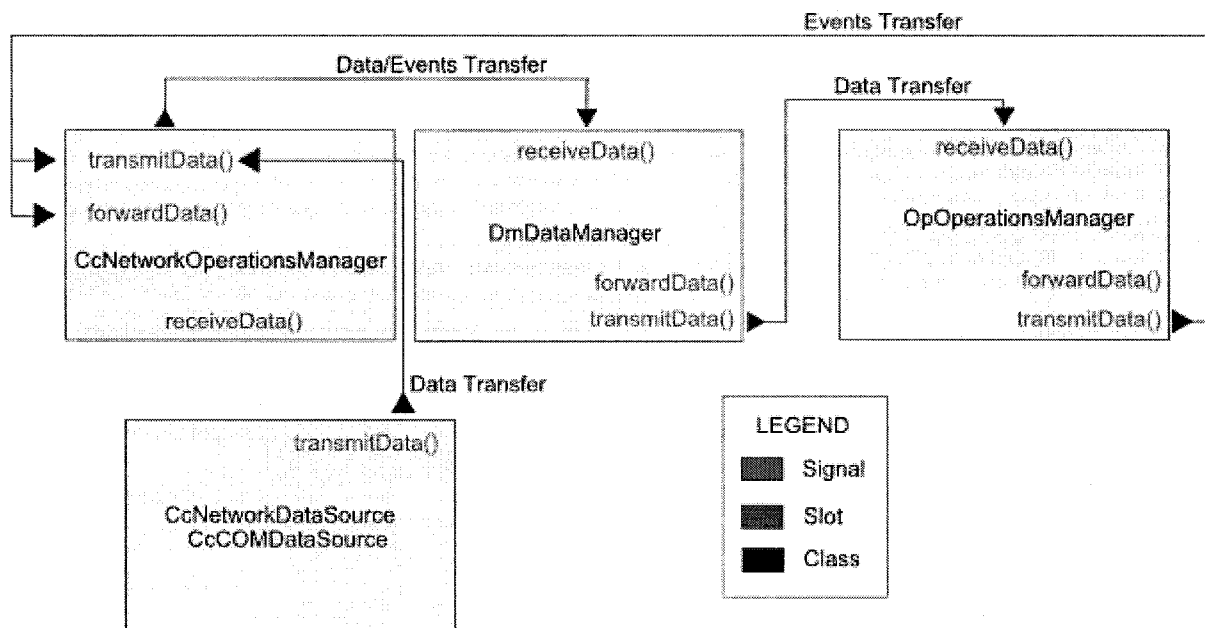 Events Transfer
Data/Events Transfer
Data Transfer
transmitData()
forwardData()
CcNetworkOperationsManager
receiveData()
receiveData()
DmDataManager
forwardData()
transmitData()
receiveData()
OpOperationsManager
forwardData()
transmitData()
Data Transfer
transmitData()
CcNetworkDataSource
CcCOMDataSource
LEGEND
Signal
Slot
Class